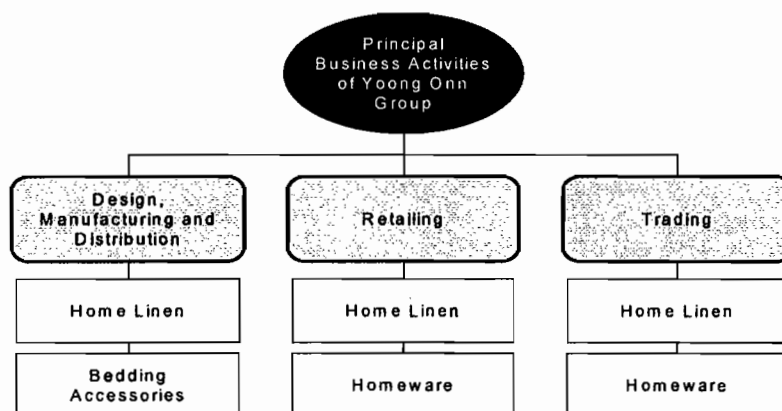 Principal
Business Activities
of Yoong Onn
Group
Design,
Manufacturing and
Distribution
Retailing
Trading
Home Linen
Home Linen
Home Linen
Bedding
Accessories
Homeware
Homeware